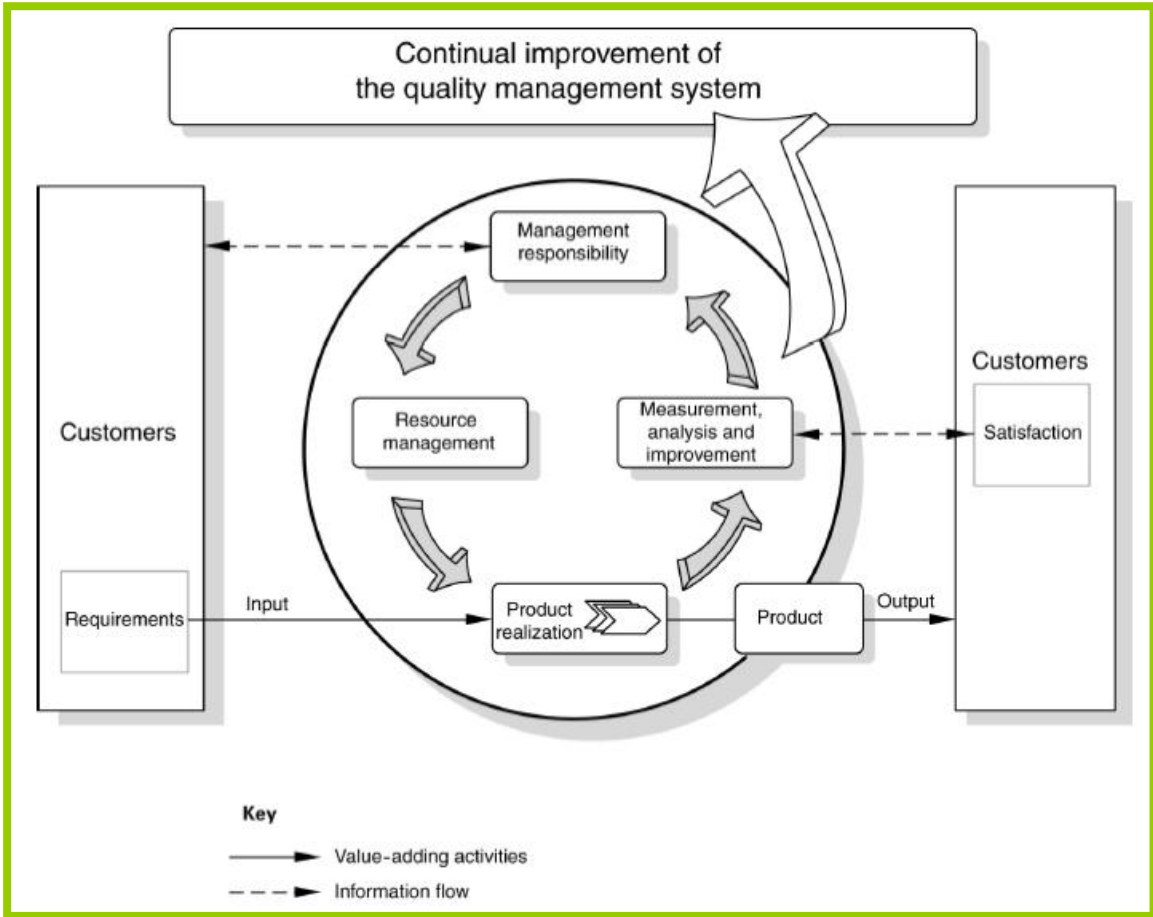 Continual improvement of
the quality management system
Management
responsibility
Customers
Resource
management
Measurement,
analysis and
improvement
Customers
Satisfaction
Requirements
Input
Product
realization
Product
Output
Key
Value-adding activities
Information flow